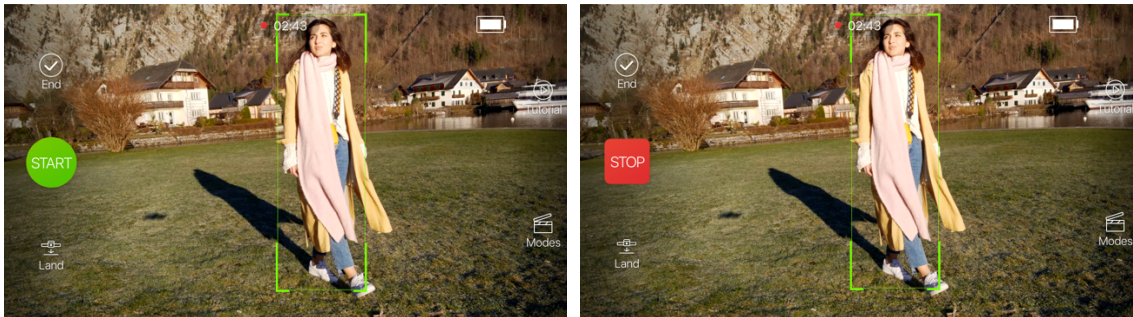 02:43
End
Tutorial
START
Modes
Land
02:43
End
Tutorial
STOP
Modes
Land